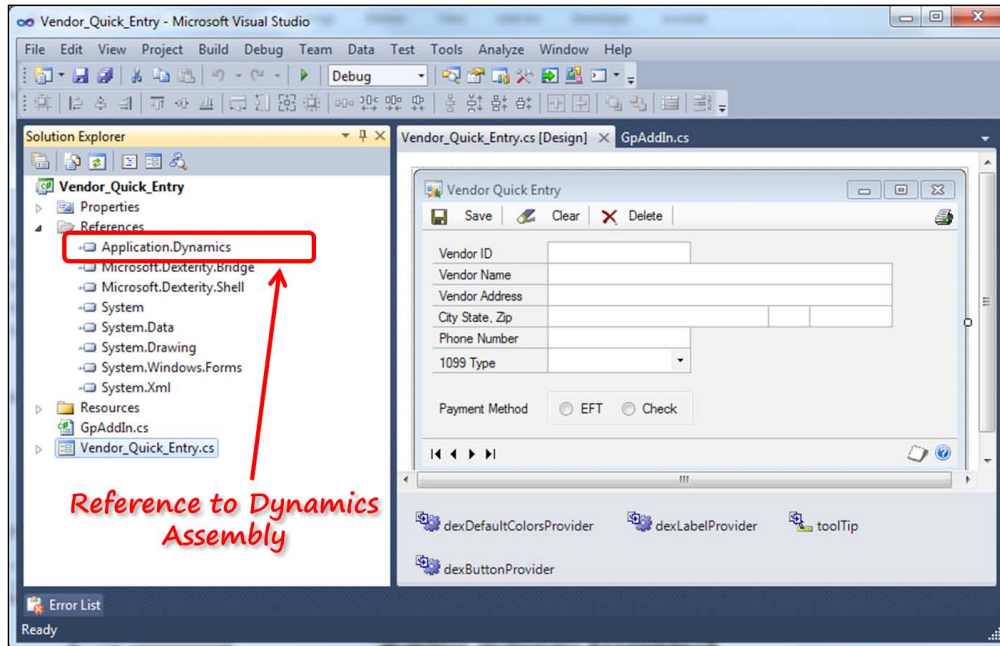 Vendor_Quick_Entry - Microsoft Visual Studio
File Edit View Project Build Debug Team Data Test Tools Analyze Window Help
Debug
Solution Explorer
Vendor_Quick_Entry
Properties
References
Application.Dynamics
Microsoft.Dexterity.Bridge
Microsoft.Dexterity.Shell
System
System.Data
System.Drawing
System.Windows.Forms
System.Xml
Resources
GpAddIn.cs
Vendor_Quick_Entry.cs
Reference to Dynamics
Assembly
Vendor_Quick_Entry.cs [Design] GpAddIn.cs
Vendor Quick Entry
Save Clear Delete
Vendor ID
Vendor Name
Vendor Address
City State, Zip
Phone Number
1099 Type
Payment Method EFT Check
dexDefaultColorsProvider dexLabelProvider toolTip
dexButtonProvider
Error List
Ready